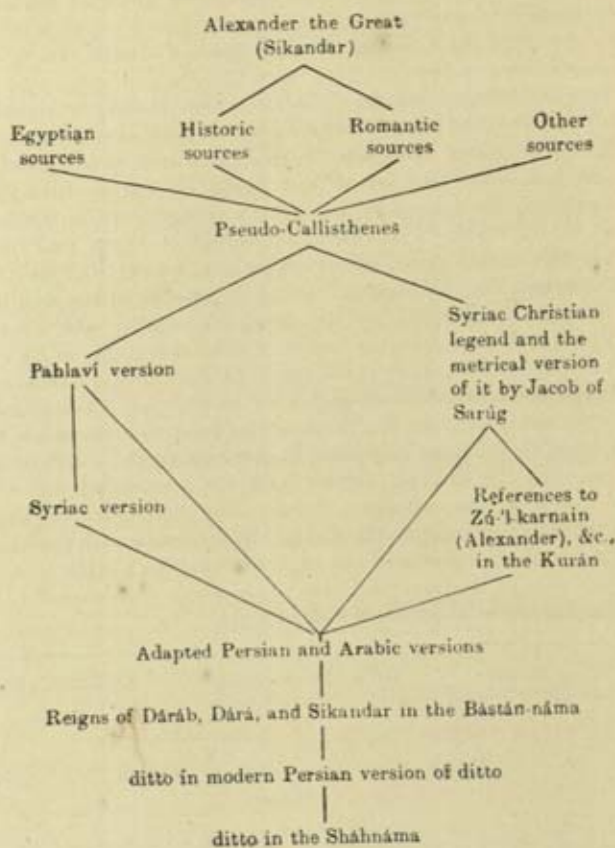 Alexander the Great
(Sikandar)
Egyptian sources
Historic sources
Romantic sources
Other sources
Pseudo-Callisthenes
Pahlaví version
Syriac Christian
legend and the
metrical version
of it by Jacob of
Sarúg
Syriac version
References to
Zú-'l-karnain
(Alexander), &c.,
in the Kurán
Adapted Persian and Arabic versions
Reigns of Dáráb, Dárá, and Sikandar in the Bástán-náma
ditto in modern Persian version of ditto
ditto in the Sháhnáma